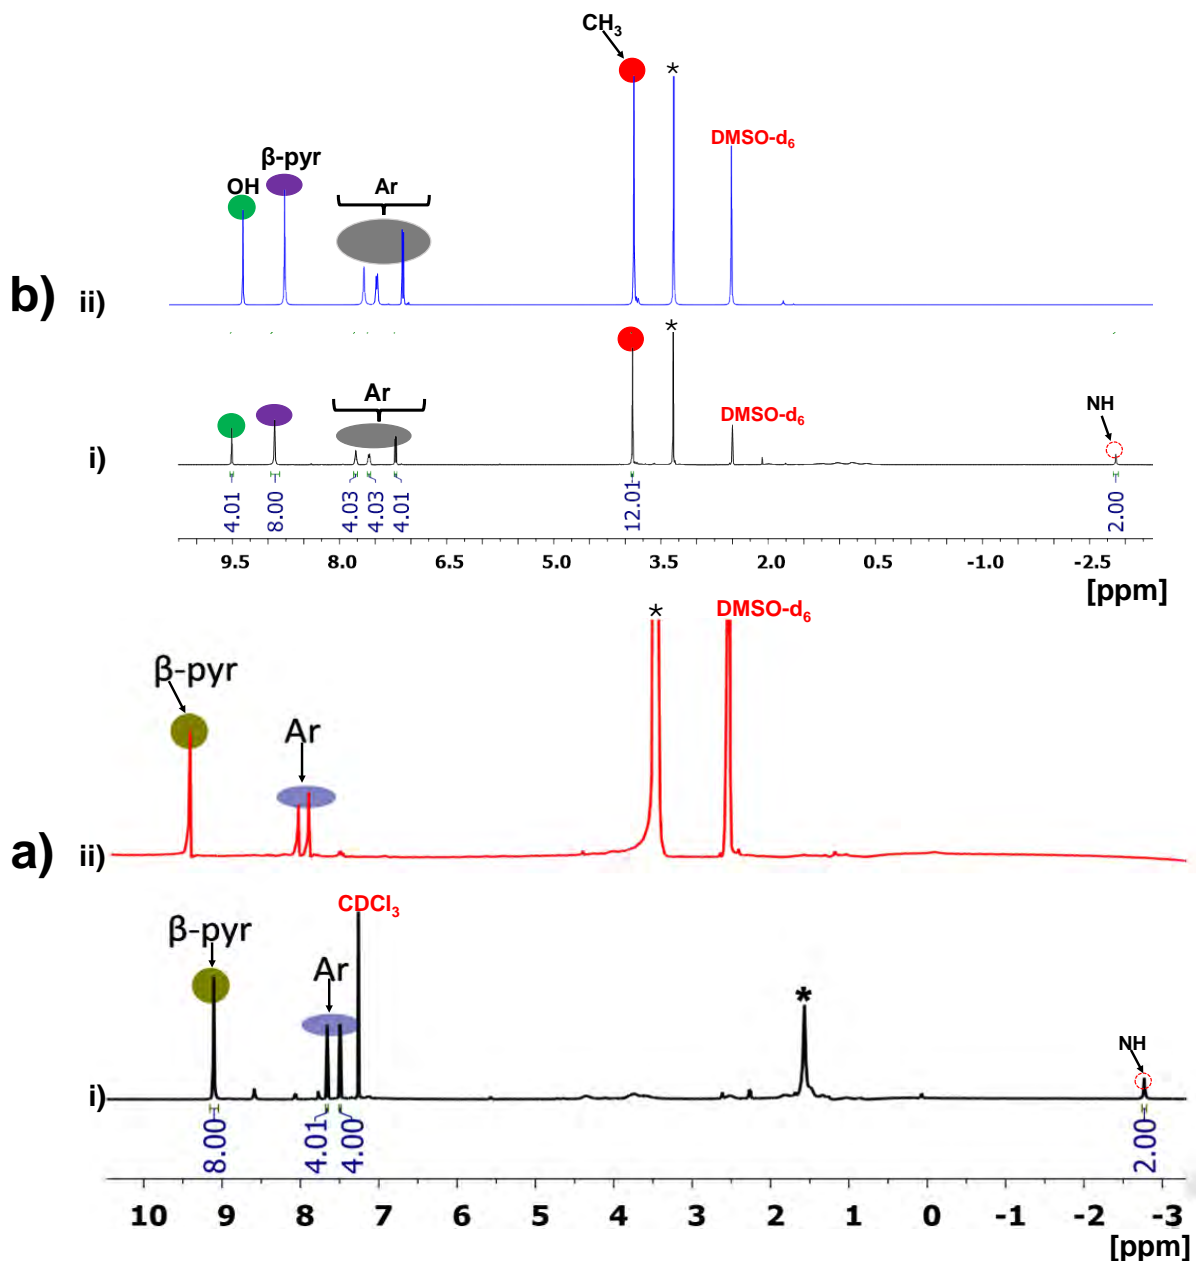 CH3
*
DMSO-d6
β-pyr
OH
Ar
b) ii)
*
Ar
DMSO-d6
NH
i)
4.01 8.00 4.03 4.03 4.01 12.01 2.00
9.5 8.0 6.5 5.0 3.5 2.0 0.5 -1.0 -2.5
[ppm]
* DMSO-d6
β-pyr
Ar
a) ii)
CDCl3
β-pyr
Ar
*
NH
i)
8.00 4.01 4.00 2.00
10 9 8 7 6 5 4 3 2 1 0 -1 -2 -3
[ppm]